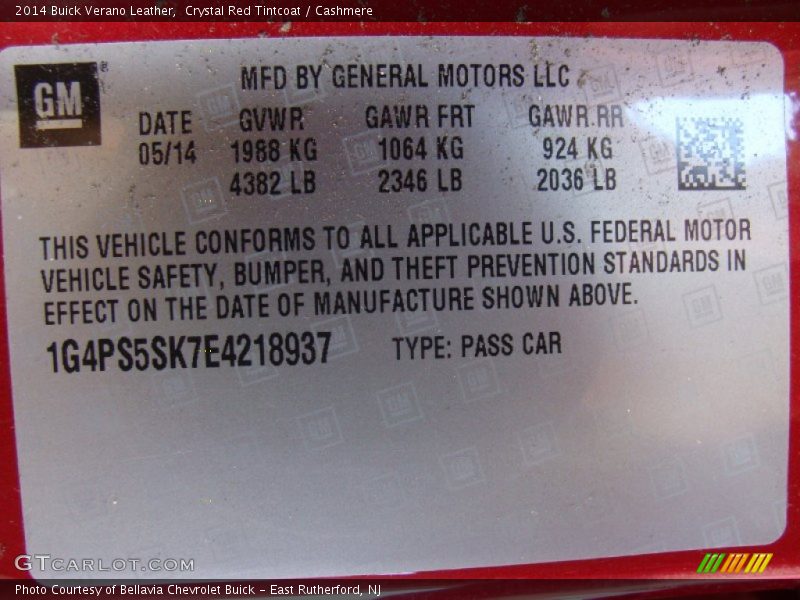 2014 Buick Verano Leather,  Crystal Red Tintcoat / Cashmere
GM
MFD BY GENERAL MOTORS LLC
DATE GVWR GAWR FRT GAWR RR
05/14 1988 KG 1064 KG 924 KG
4382 LB 2346 LB 2036 LB
THIS VEHICLE CONFORMS TO ALL APPLICABLE U.S. FEDERAL MOTOR
VEHICLE SAFETY, BUMPER, AND THEFT PREVENTION STANDARDS IN
EFFECT ON THE DATE OF MANUFACTURE SHOWN ABOVE.
1G4PS5SK7E4218937 TYPE: PASS CAR
GTCARLOT.COM
Photo Courtesy of Bellavia Chevrolet Buick - East Rutherford, NJ